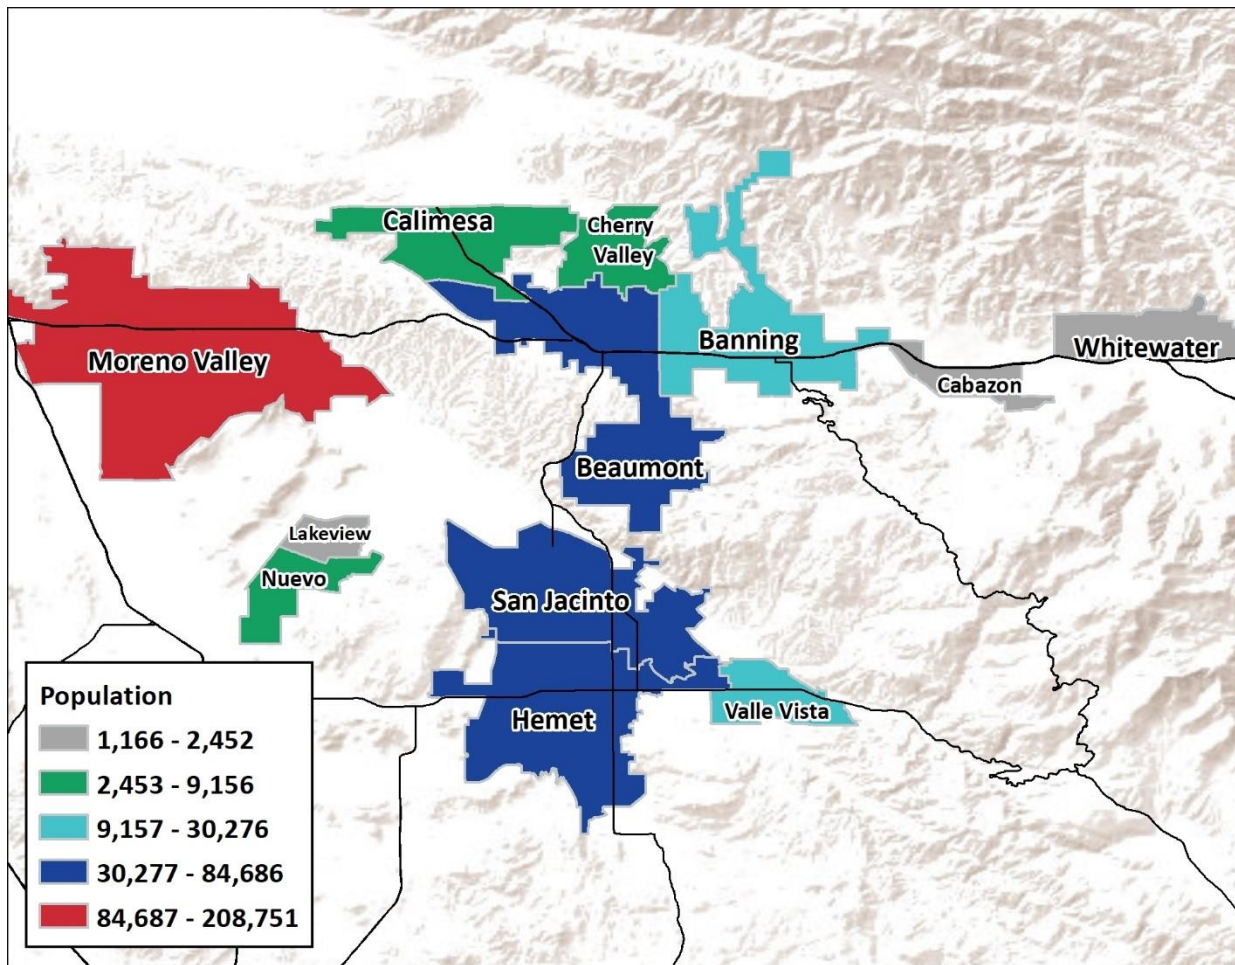 Calimesa
Cherry
Valley
Moreno Valley
Banning
Whitewater
Cabazon
Beaumont
Lakeview
Nuevo
San Jacinto
Hemet
Valle Vista
Population
1,166 - 2,452
2,453 - 9,156
9,157 - 30,276
30,277 - 84,686
84,687 - 208,751